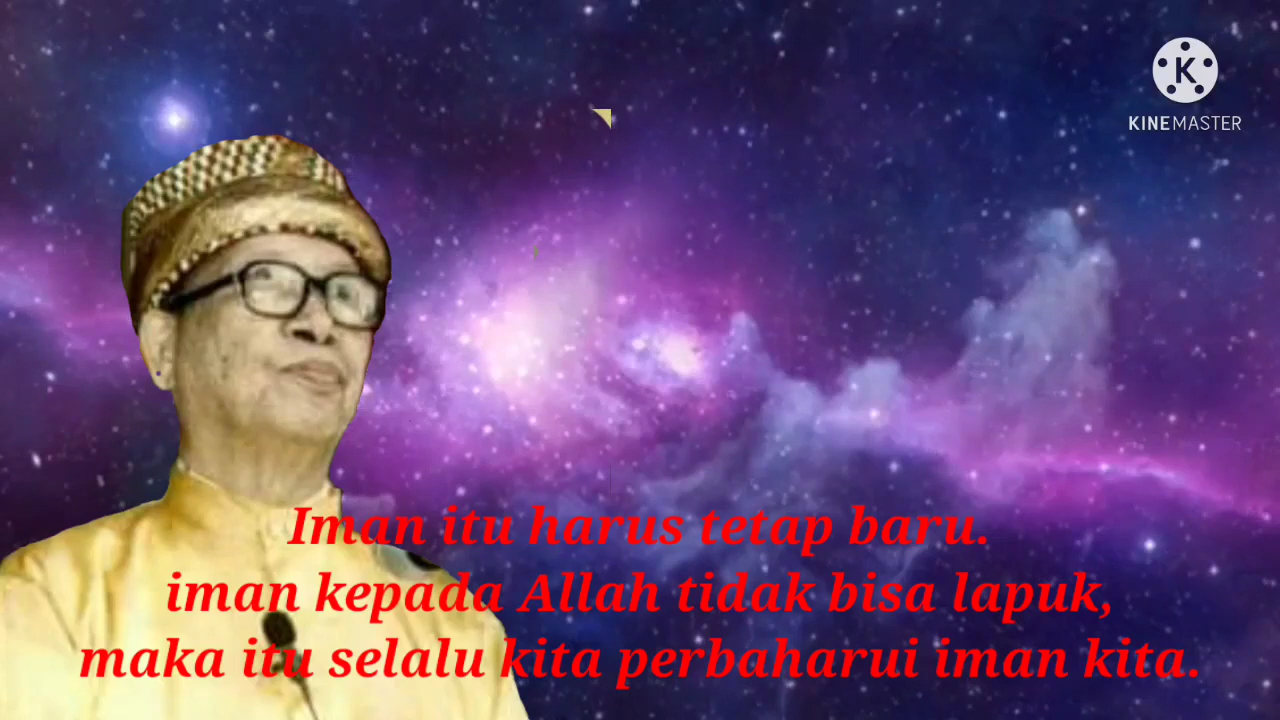 KINEMASTER
Iman itu harus tetap baru.
iman kepada Allah tidak bisa lapuk,
maka itu selalu kita perbaharui iman kita.